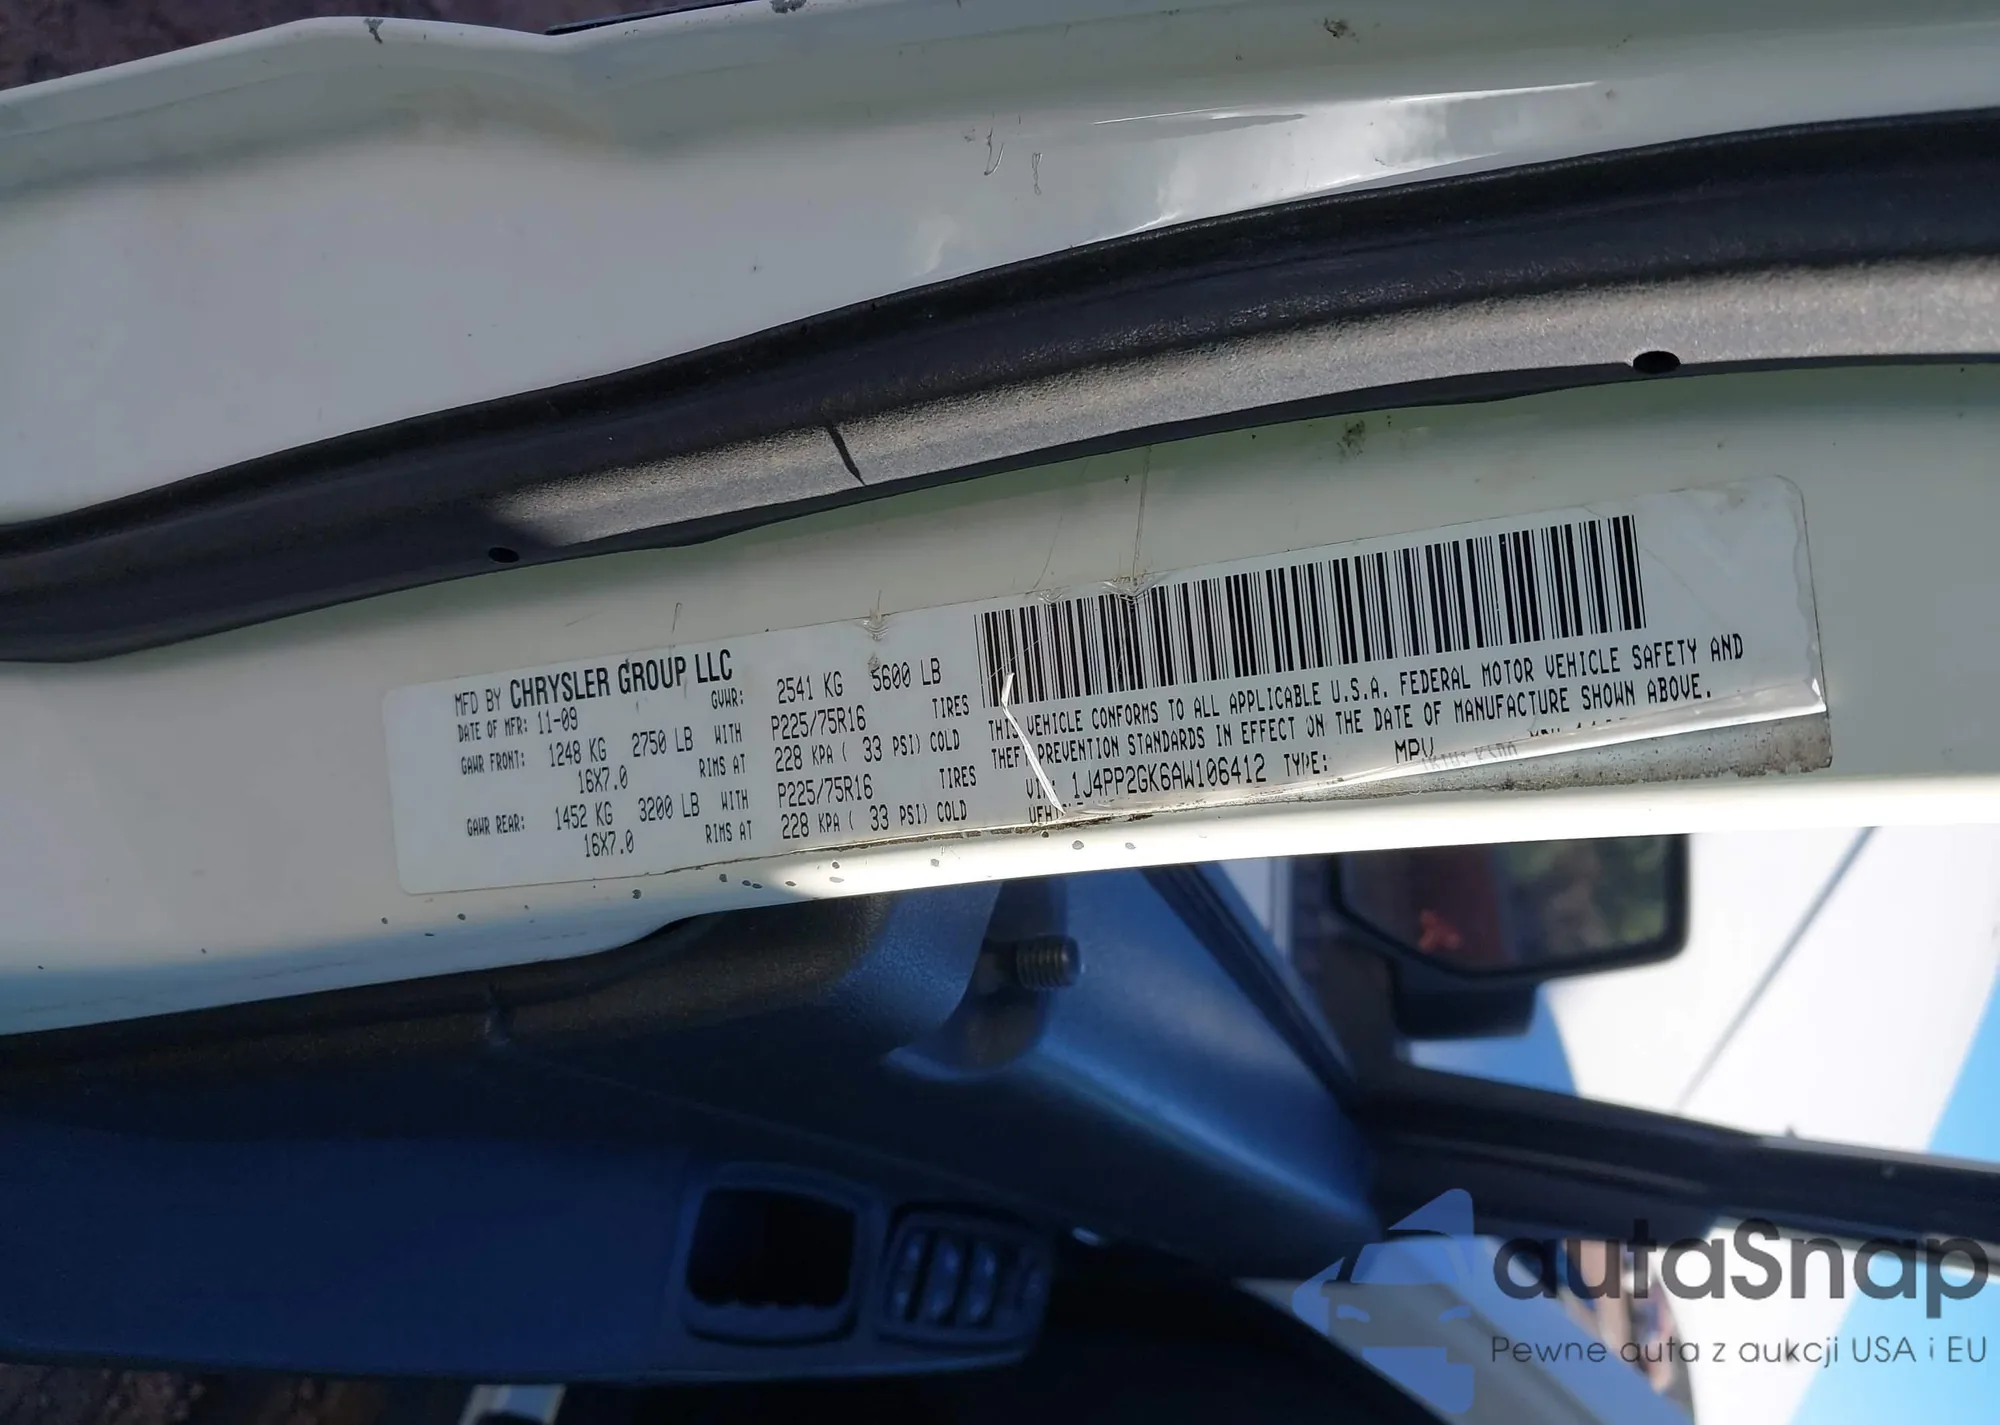 MFD BY CHRYSLER GROUP LLC
DATE OF MFR: 11-09 GVWR: 2541 KG 5600 LB
GAWR FRONT: 1248 KG 2750 LB WITH P225/75R16 TIRES
16X7.0 RIMS AT 228 KPA ( 33 PSI) COLD
GAWR REAR: 1452 KG 3200 LB WITH P225/75R16 TIRES
16X7.0 RIMS AT 228 KPA ( 33 PSI) COLD
THIS VEHICLE CONFORMS TO ALL APPLICABLE U.S.A. FEDERAL MOTOR VEHICLE SAFETY AND
THEFT PREVENTION STANDARDS IN EFFECT ON THE DATE OF MANUFACTURE SHOWN ABOVE.
VIN: 1J4PP2GK6AW106412 TYPE: MPV
autaSnap
Pewne auta z aukcji USA i EU